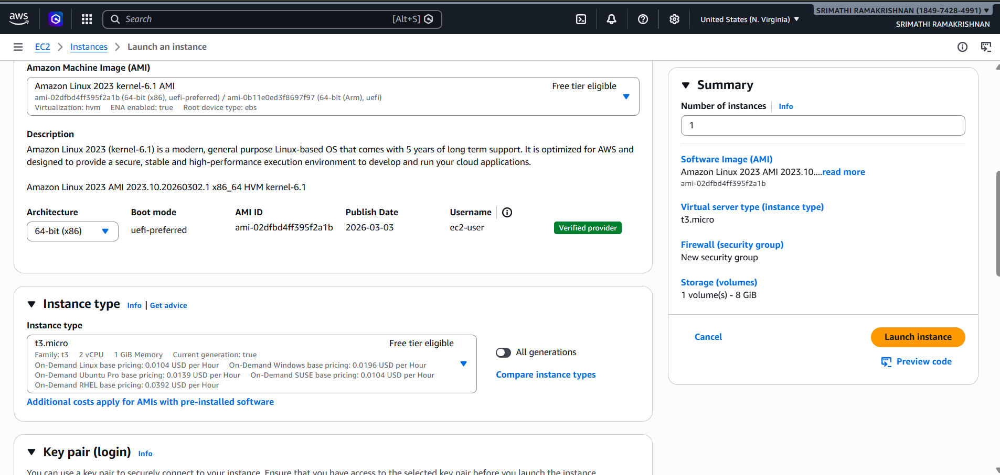 aws
Search
[Alt+S]
United States (N. Virginia)
SRIMATHI RAMAKRISHNAN (1849-7428-4991)
SRIMATHI RAMAKRISHNAN
EC2
Instances
Launch an instance
Amazon Machine Image (AMI)
Amazon Linux 2023 kernel-6.1 AMI
Free tier eligible
ami-02dfbd4ff395f2a1b (64-bit (x86), uefi-preferred) / ami-0b11e0ed3f8697f97 (64-bit (Arm), uefi)
Virtualization: hvm ENA enabled: true Root device type: ebs
Description
Amazon Linux 2023 (kernel-6.1) is a modern, general purpose Linux-based OS that comes with 5 years of long term support. It is optimized for AWS and
designed to provide a secure, stable and high-performance execution environment to develop and run your cloud applications.
Amazon Linux 2023 AMI 2023.10.20260302.1 x86_64 HVM kernel-6.1
Architecture Boot mode AMI ID Publish Date Username
64-bit (x86) uefi-preferred ami-02dfbd4ff395f2a1b 2026-03-03 ec2-user Verified provider
Instance type Info | Get advice
Instance type
t3.micro
Free tier eligible
Family: t3 2 vCPU 1 GiB Memory Current generation: true
On-Demand Linux base pricing: 0.0104 USD per Hour On-Demand Windows base pricing: 0.0196 USD per Hour
On-Demand Ubuntu Pro base pricing: 0.0139 USD per Hour On-Demand SUSE base pricing: 0.0104 USD per Hour
On-Demand RHEL base pricing: 0.0392 USD per Hour
All generations
Compare instance types
Additional costs apply for AMIs with pre-installed software
Key pair (login) Info
You can use a key pair to securely connect to your instance. Ensure that you have access to the selected key pair before you launch the instance.
Summary
Number of instances Info
1
Software Image (AMI)
Amazon Linux 2023 AMI 2023.10....read more
ami-02dfbd4ff395f2a1b
Virtual server type (instance type)
t3.micro
Firewall (security group)
New security group
Storage (volumes)
1 volume(s) - 8 GiB
Cancel
Launch instance
Preview code